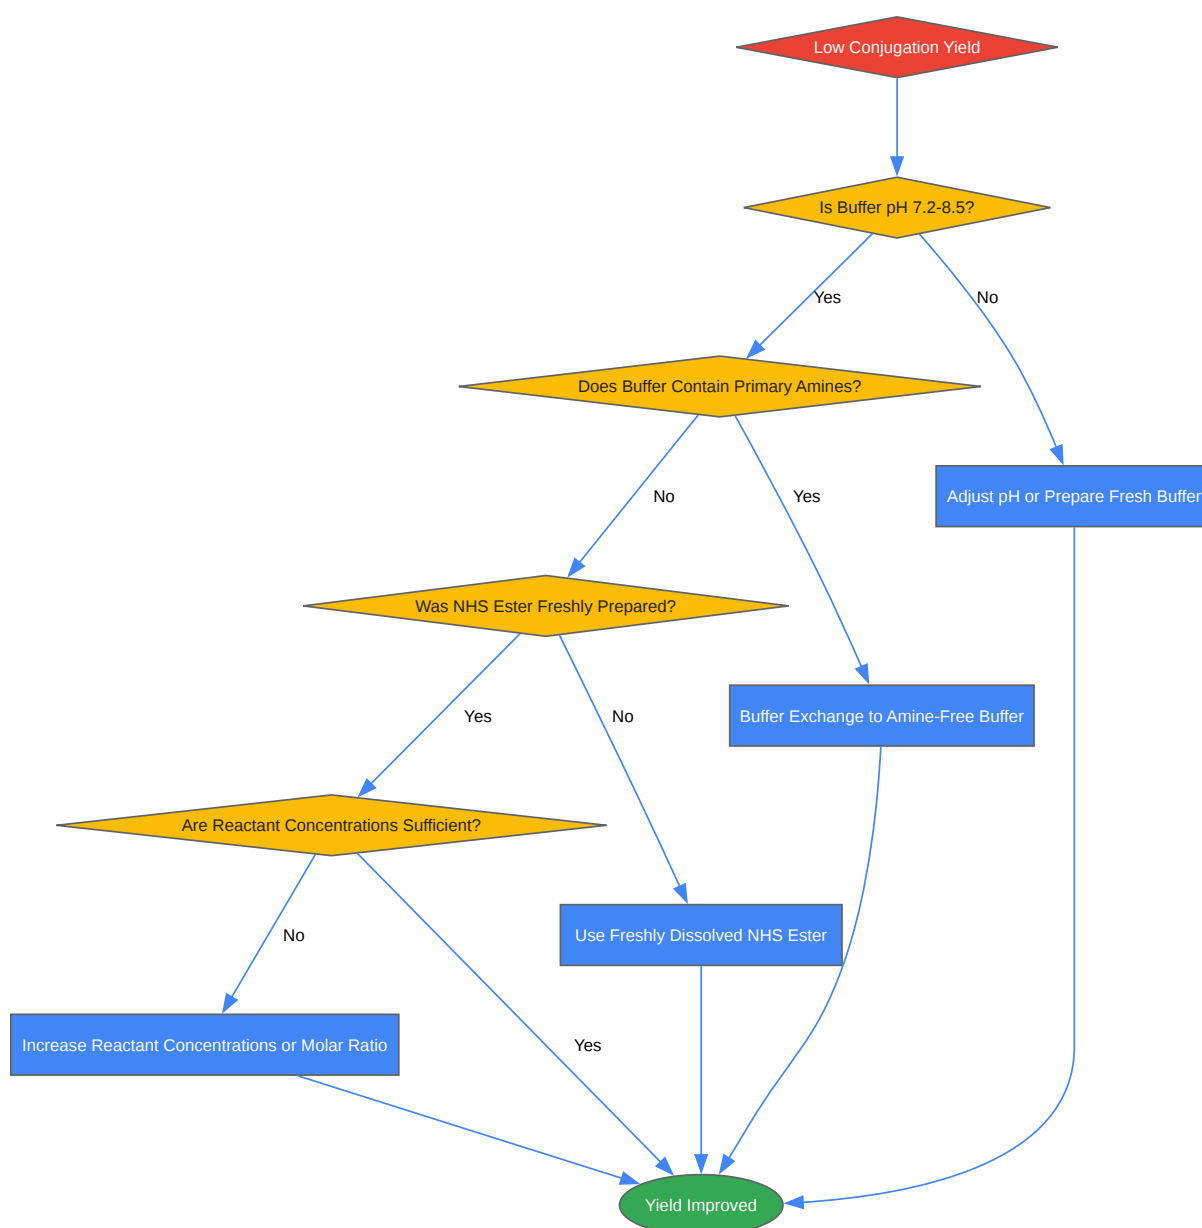 Low Conjugation Yield
Is Buffer pH 7.2-8.5?
Yes
No
Does Buffer Contain Primary Amines?
Adjust pH or Prepare Fresh Buffer
No
Yes
Was NHS Ester Freshly Prepared?
Buffer Exchange to Amine-Free Buffer
Yes
No
Are Reactant Concentrations Sufficient?
Use Freshly Dissolved NHS Ester
No
Increase Reactant Concentrations or Molar Ratio
Yes
Yield Improved